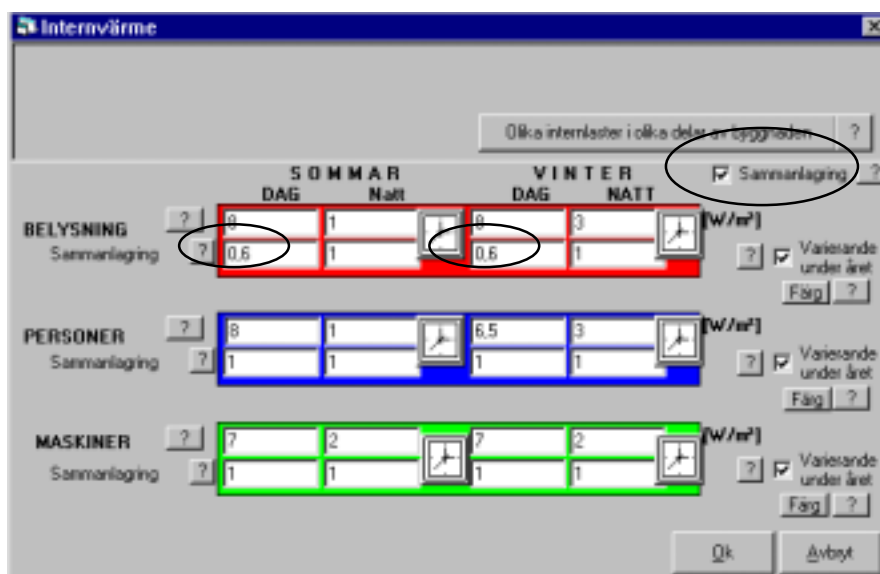 Internvärme
Olika internlaster i olika delar av byggnaden ?
SOMMAR VINTER Sammanlagring ?
DAG Natt DAG NATT
BELYSNING ? 8 1 8 3 [W/m²]
Sammanlagring ? 0,6 1 0,6 1 ? Varierande under året
Färg ?
PERSONER ? 8 1 6,5 3 [W/m²]
Sammanlagring ? 1 1 1 1 ? Varierande under året
Färg ?
MASKINER ? 7 2 7 2 [W/m²]
Sammanlagring ? 1 1 1 1 ? Varierande under året
Färg ?
Ok Avbryt